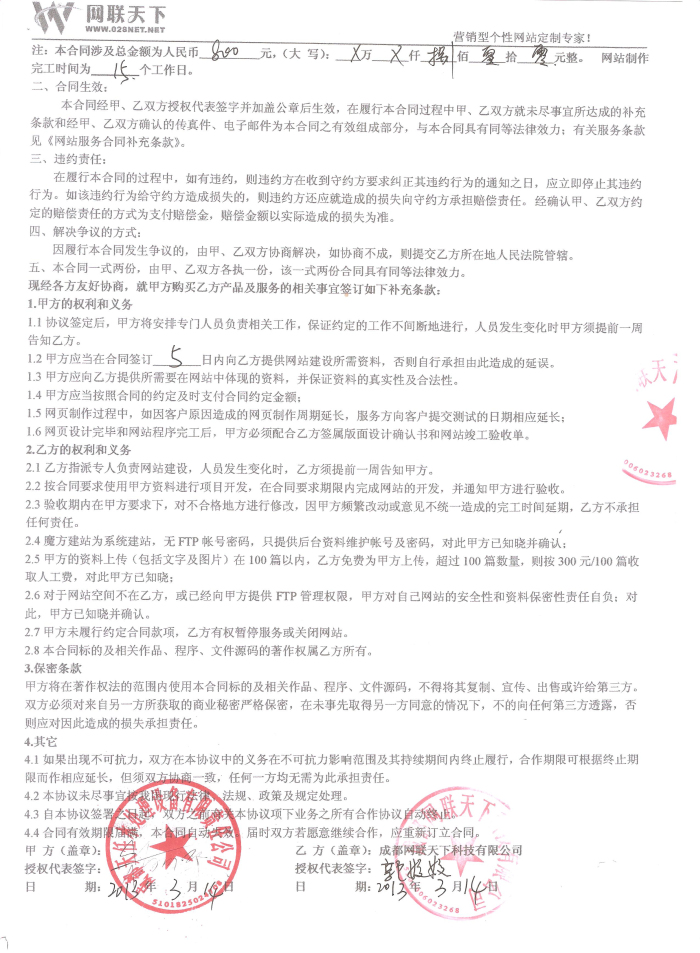 网联天下
WWW.028NET.NET
营销型个性网站定制专家！
注：本合同涉及总金额为人民币 800 元，（大 写）： X 万 X 仟 捌 佰 零 拾 零 元整。 网站制作
完工时间为 15 个工作日。
二、合同生效：
本合同经甲、乙双方授权代表签字并加盖公章后生效，在履行本合同过程中甲、乙双方就未尽事宜所达成的补充
条款和经甲、乙双方确认的传真件、电子邮件为本合同之有效组成部分，与本合同具有同等法律效力；有关服务条款
见《网站服务合同补充条款》。
三、违约责任：
在履行本合同的过程中，如有违约，则违约方在收到守约方要求纠正其违约行为的通知之日，应立即停止其违约
行为。如该违约行为给守约方造成损失的，则违约方还应就造成的损失向守约方承担赔偿责任。经确认甲、乙双方约
定的赔偿责任的方式为支付赔偿金，赔偿金额以实际造成的损失为准。
四、解决争议的方式：
因履行本合同发生争议的，由甲、乙双方协商解决，如协商不成，则提交乙方所在地人民法院管辖。
五、本合同一式两份，由甲、乙双方各执一份，该一式两份合同具有同等法律效力。
现经各方友好协商，就甲方购买乙方产品及服务的相关事宜签订如下补充条款：
1.甲方的权利和义务
1.1 协议签定后，甲方将安排专门人员负责相关工作，保证约定的工作不间断地进行，人员发生变化时甲方须提前一周
告知乙方。
1.2 甲方应当在合同签订 5 日内向乙方提供网站建设所需资料，否则自行承担由此造成的延误。
1.3 甲方应向乙方提供所需要在网站中体现的资料，并保证资料的真实性及合法性。
1.4 甲方应当按照合同的约定及时支付合同约定金额；
1.5 网页制作过程中，如因客户原因造成的网页制作周期延长，服务方向客户提交测试的日期相应延长；
1.6 网页设计完毕和网站程序完工后，甲方必须配合乙方签属版面设计确认书和网站竣工验收单。
2.乙方的权利和义务
2.1 乙方指派专人负责网站建设，人员发生变化时，乙方须提前一周告知甲方。
2.2 按合同要求使用甲方资料进行项目开发，在合同要求期限内完成网站的开发，并通知甲方进行验收。
2.3 验收期内在甲方要求下，对不合格地方进行修改，因甲方频繁改动或意见不统一造成的完工时间延期，乙方不承担
任何责任。
2.4 魔方建站为系统建站，无 FTP 帐号密码，只提供后台资料维护帐号及密码，对此甲方已知晓并确认；
2.5 甲方的资料上传（包括文字及图片）在 100 篇以内，乙方免费为甲方上传，超过 100 篇数量，则按 300 元/100 篇收
取人工费，对此甲方已知晓；
2.6 对于网站空间不在乙方，或已经向甲方提供 FTP 管理权限，甲方对自己网站的安全性和资料保密性责任自负；对
此，甲方已知晓并确认。
2.7 甲方未履行约定合同款项，乙方有权暂停服务或关闭网站。
2.8 本合同标的及相关作品、程序、文件源码的著作权属乙方所有。
3.保密条款
甲方将在著作权法的范围内使用本合同标的及相关作品、程序、文件源码，不得将其复制、宣传、出售或许给第三方。
双方必须对来自另一方所获取的商业秘密严格保密，在未事先取得另一方同意的情况下，不的向任何第三方透露，否
则应对因此造成的损失承担责任。
4.其它
4.1 如果出现不可抗力，双方在本协议中的义务在不可抗力影响范围及其持续期间内终止履行，合作期限可根据终止期
限而作相应延长，但须双方协商一致，任何一方均无需为此承担责任。
4.2 本协议未尽事宜按我国现行法律、法规、政策及规定处理。
4.3 自本协议签署之日起，双方之前有关本协议项下业务之所有合作协议自动终止。
4.4 合同有效期届满，本合同自动失效。届时双方若愿意继续合作，应重新订立合同。
甲 方（盖章）：
乙 方（盖章）：成都网联天下科技有限公司
授权代表签字：
授权代表签字：
日 期：2013 年 3 月 14 日
日 期：2013 年 3 月 14 日
联天下
006023268